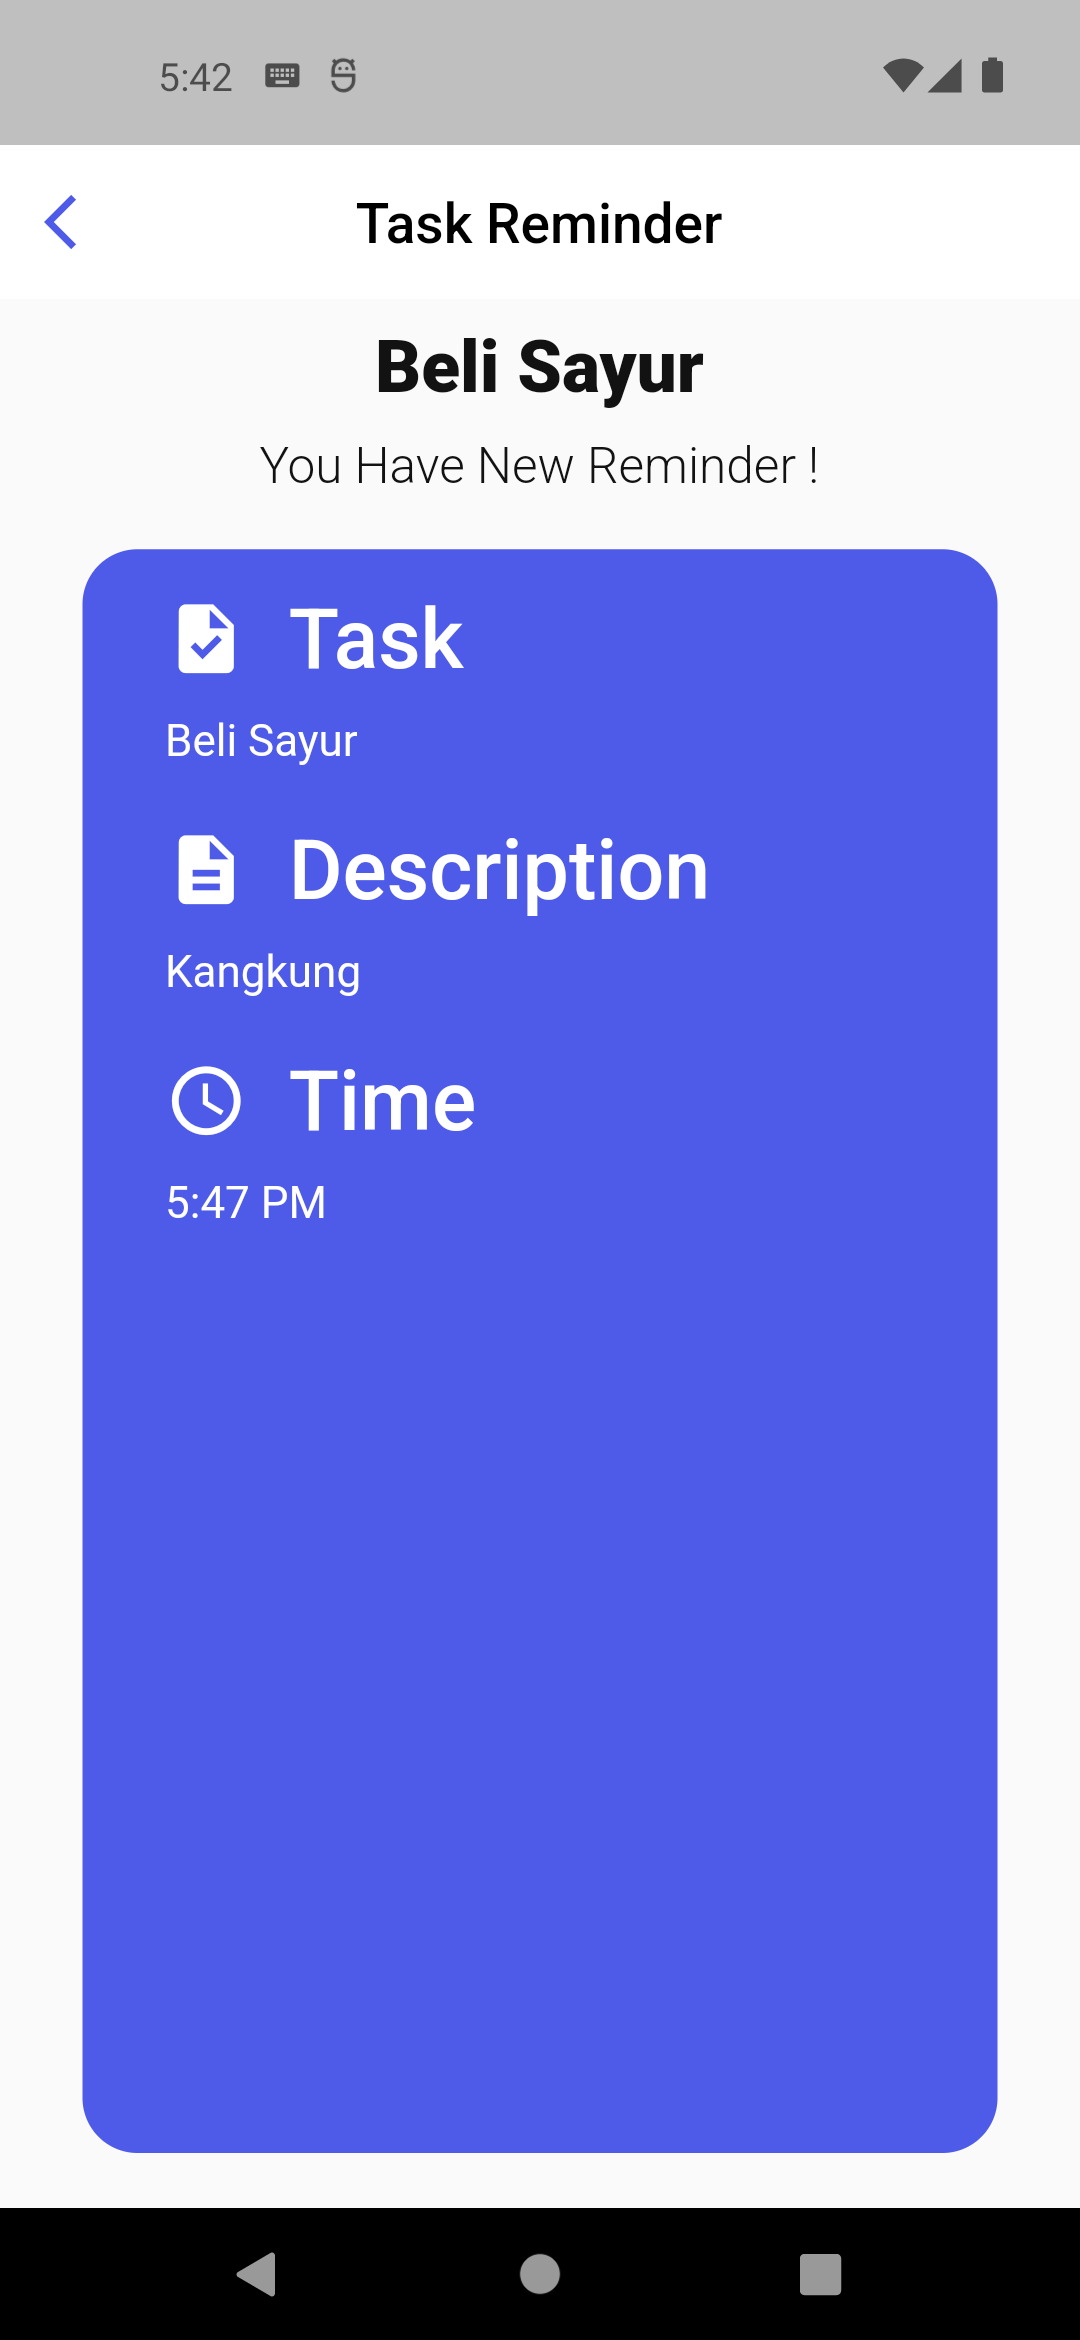 5:42
Task Reminder
Beli Sayur
You Have New Reminder !
Task
Beli Sayur
Description
Kangkung
Time
5:47 PM